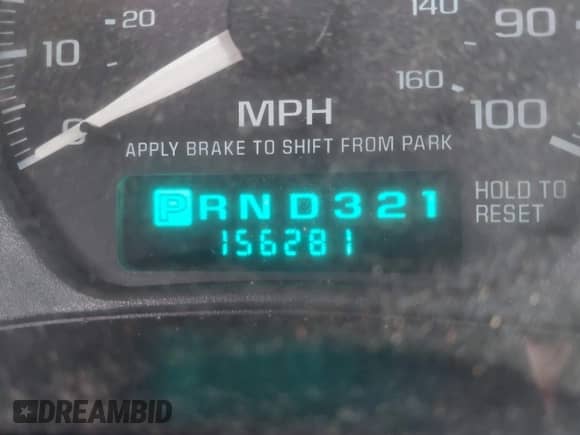 20
10
0
140
90
160
100
MPH
APPLY BRAKE TO SHIFT FROM PARK
PRND321
HOLD TO
RESET
156281
DREAMBID